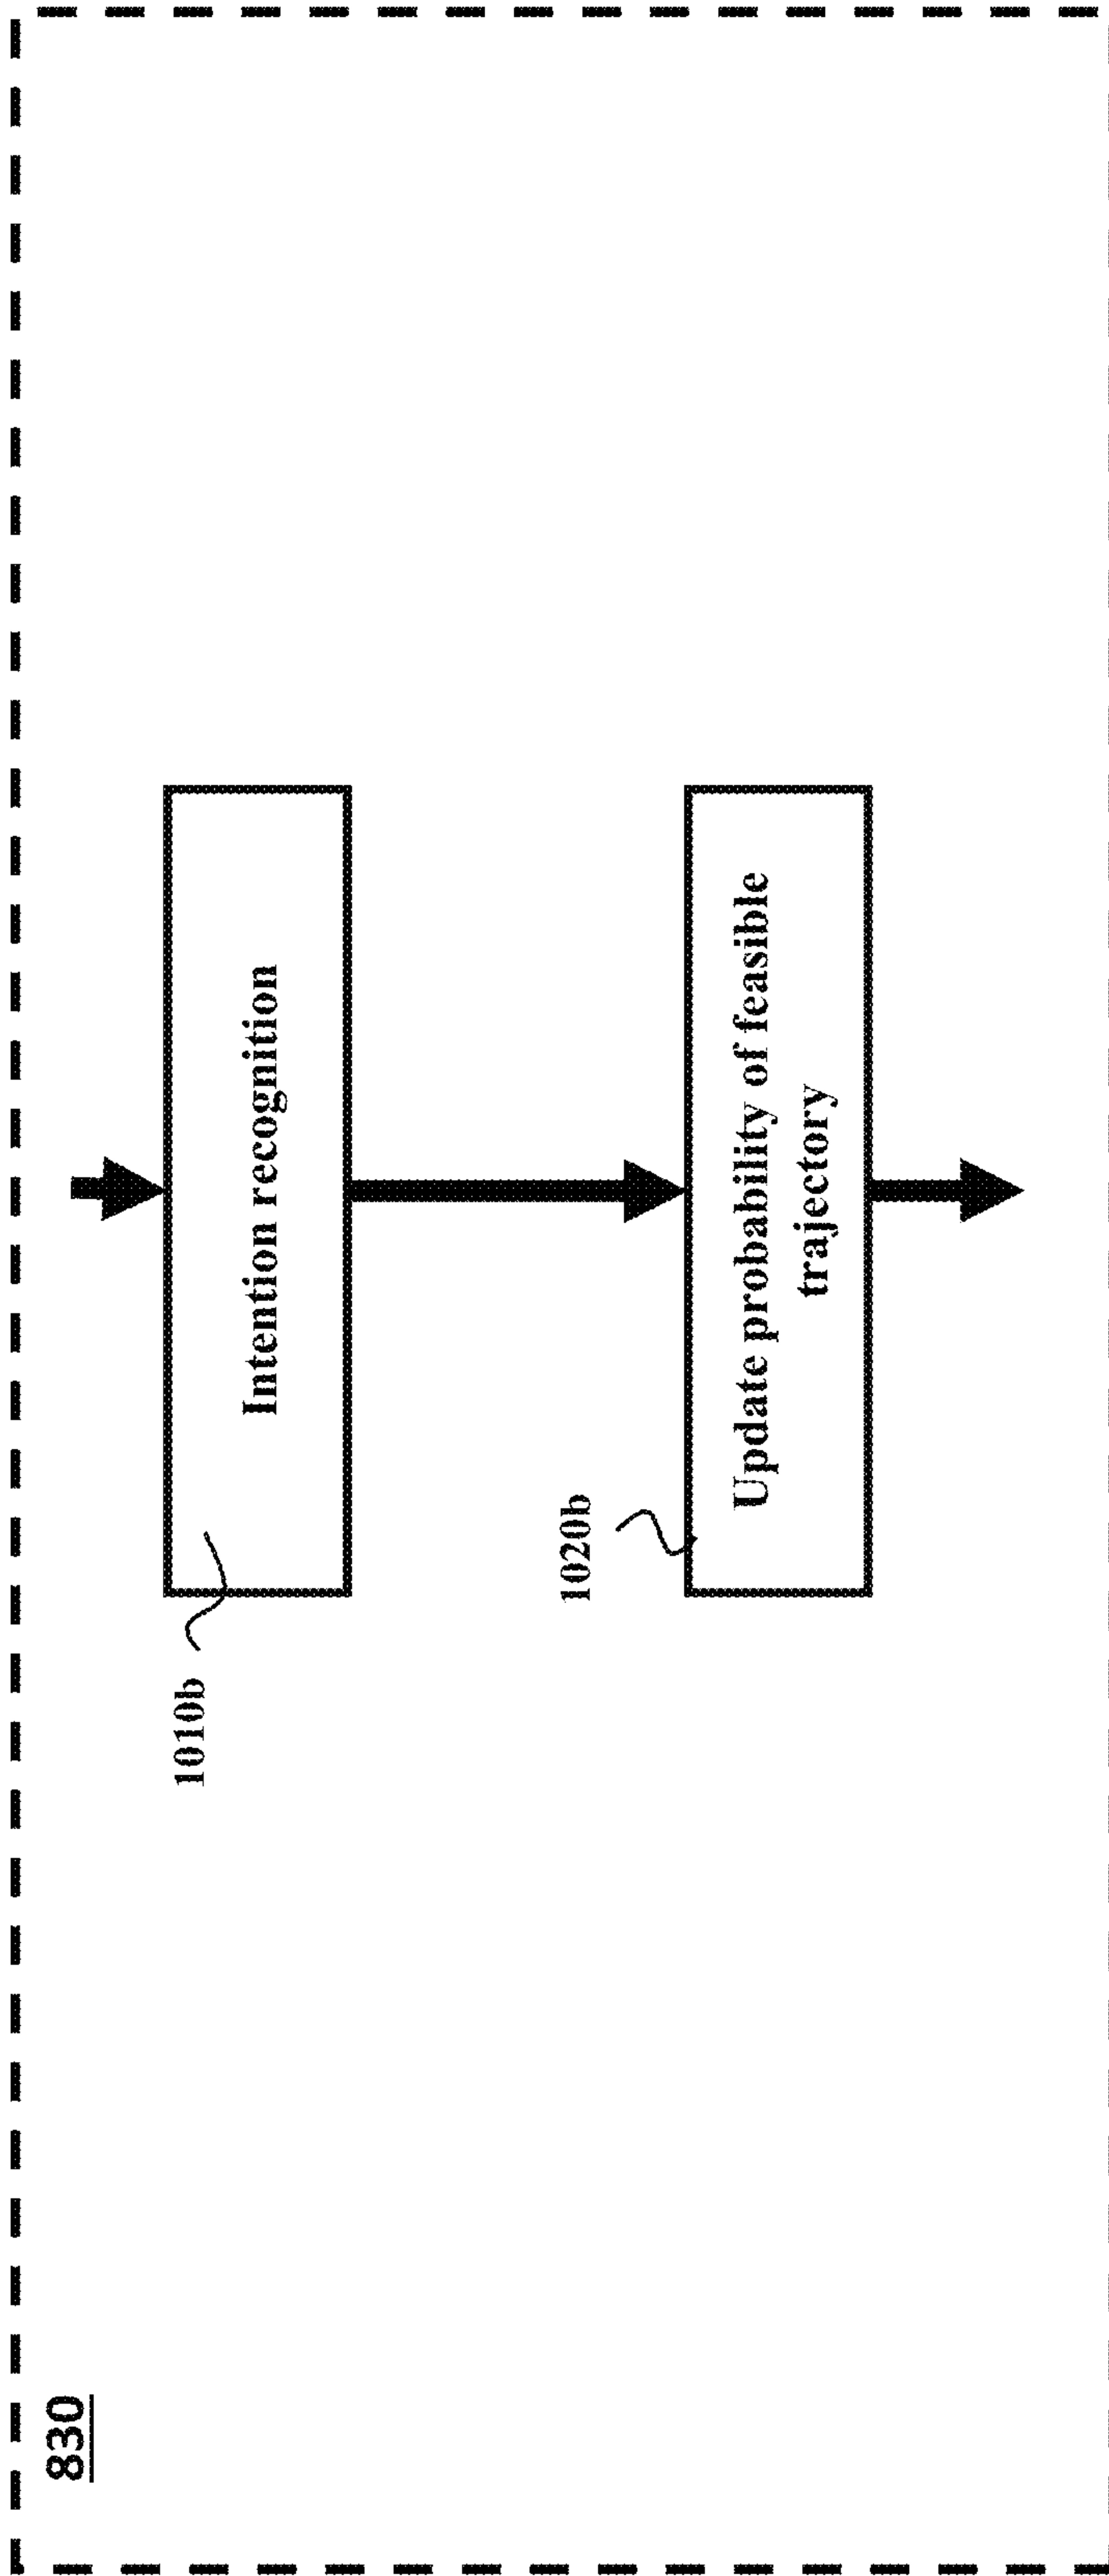 830
1010b
Intention recognition
1020b
Update probability of feasible
trajectory